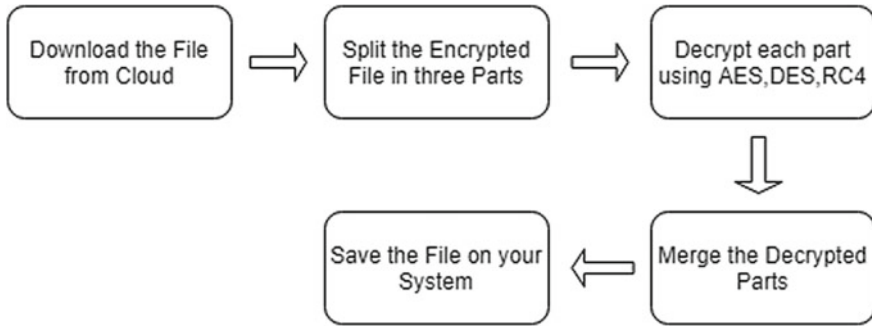 Download the File
from Cloud
Split the Encrypted
File in three Parts
Decrypt each part
using AES,DES,RC4
Merge the Decrypted
Parts
Save the File on your
System